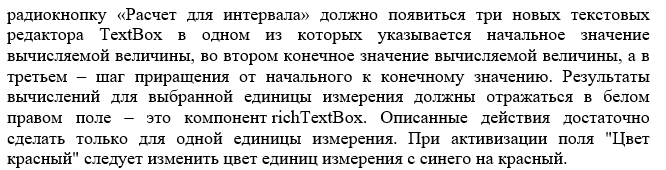 радиокнопку «Расчет для интервала» должно появиться три новых текстовых
редактора TextBox в одном из которых указывается начальное значение
вычисляемой величины, во втором конечное значение вычисляемой величины, а в
третьем – шаг приращения от начального к конечному значению. Результаты
вычислений для выбранной единицы измерения должны отражаться в белом
правом поле – это компонент richTextBox. Описанные действия достаточно
сделать только для одной единицы измерения. При активизации поля "Цвет
красный" следует изменить цвет единиц измерения с синего на красный.